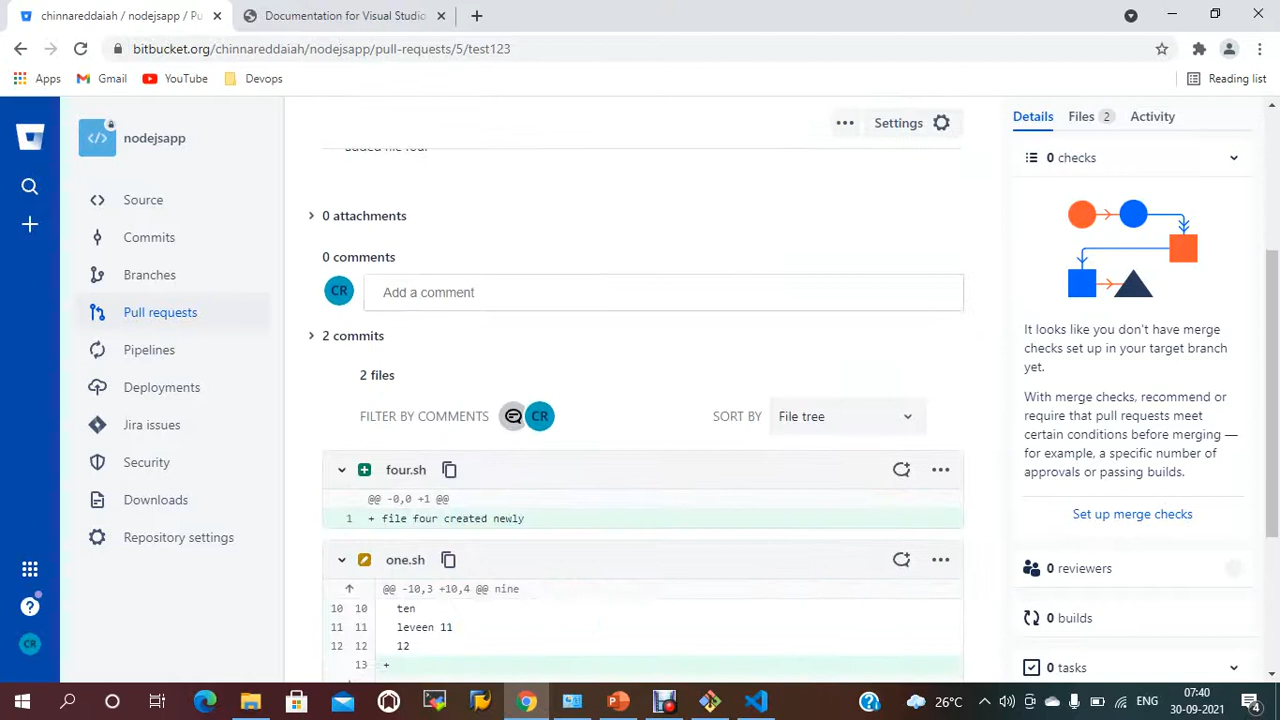 chinnareddaiah / nodejsapp / Pu
Documentation for Visual Studio
bitbucket.org/chinnareddaiah/nodejsapp/pull-requests/5/test123
Apps
Gmail
YouTube
Devops
Reading list
nodejsapp
Source
Commits
Branches
Pull requests
Pipelines
Deployments
Jira issues
Security
Downloads
Repository settings
CR
Settings
added file four
0 attachments
0 comments
CR
Add a comment
2 commits
2 files
FILTER BY COMMENTS
CR
SORT BY
File tree
four.sh
@@ -0,0 +1 @@
1 + file four created newly
one.sh
@@ -10,3 +10,4 @@ nine
10 10 ten
11 11 leveen 11
12 12 12
13 +
Details
Files 2
Activity
0 checks
It looks like you don't have merge
checks set up in your target branch
yet.
With merge checks, recommend or
require that pull requests meet
certain conditions before merging —
for example, a specific number of
approvals or passing builds.
Set up merge checks
0 reviewers
0 builds
0 tasks
26°C
ENG
07:40
30-09-2021
4